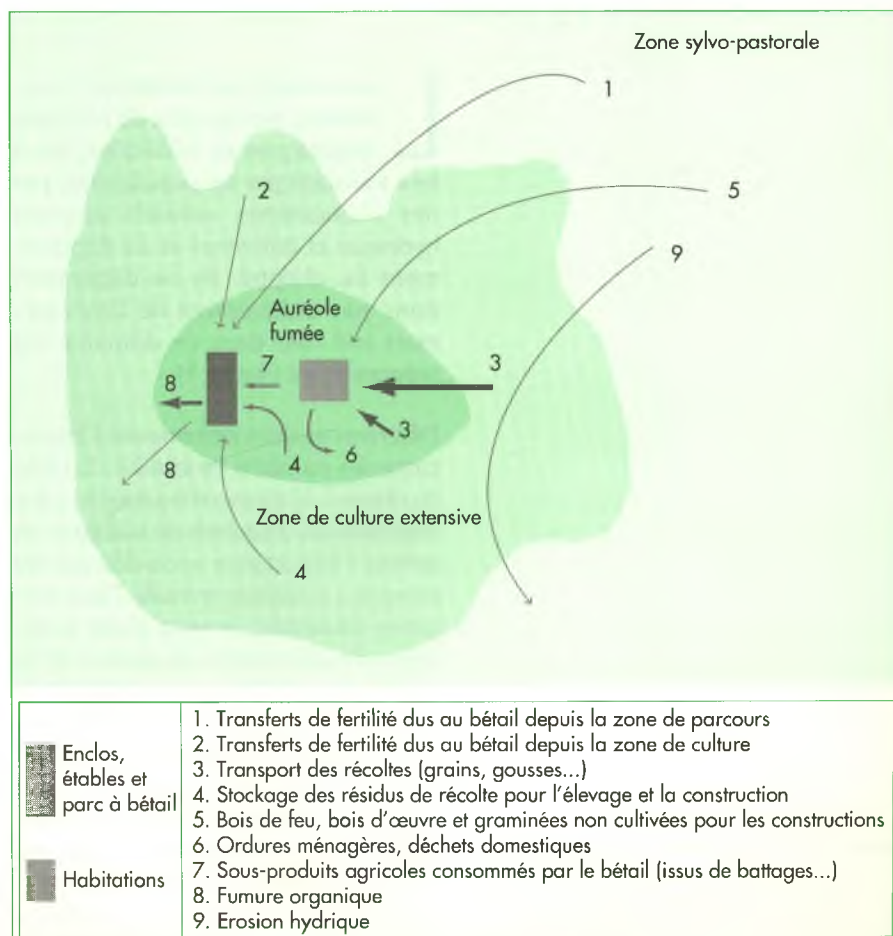 Zone sylvo-pastorale
1
2
5
9
Auréole
fumée
3
7
8
3
6
4
8
Zone de culture extensive
4
Enclos,
étables et
parc à bétail
Habitations
1. Transferts de fertilité dus au bétail depuis la zone de parcours
2. Transferts de fertilité dus au bétail depuis la zone de culture
3. Transport des récoltes (grains, gousses...)
4. Stockage des résidus de récolte pour l'élevage et la construction
5. Bois de feu, bois d'œuvre et graminées non cultivées pour les constructions
6. Ordures ménagères, déchets domestiques
7. Sous-produits agricoles consommés par le bétail (issus de battages...)
8. Fumure organique
9. Erosion hydrique